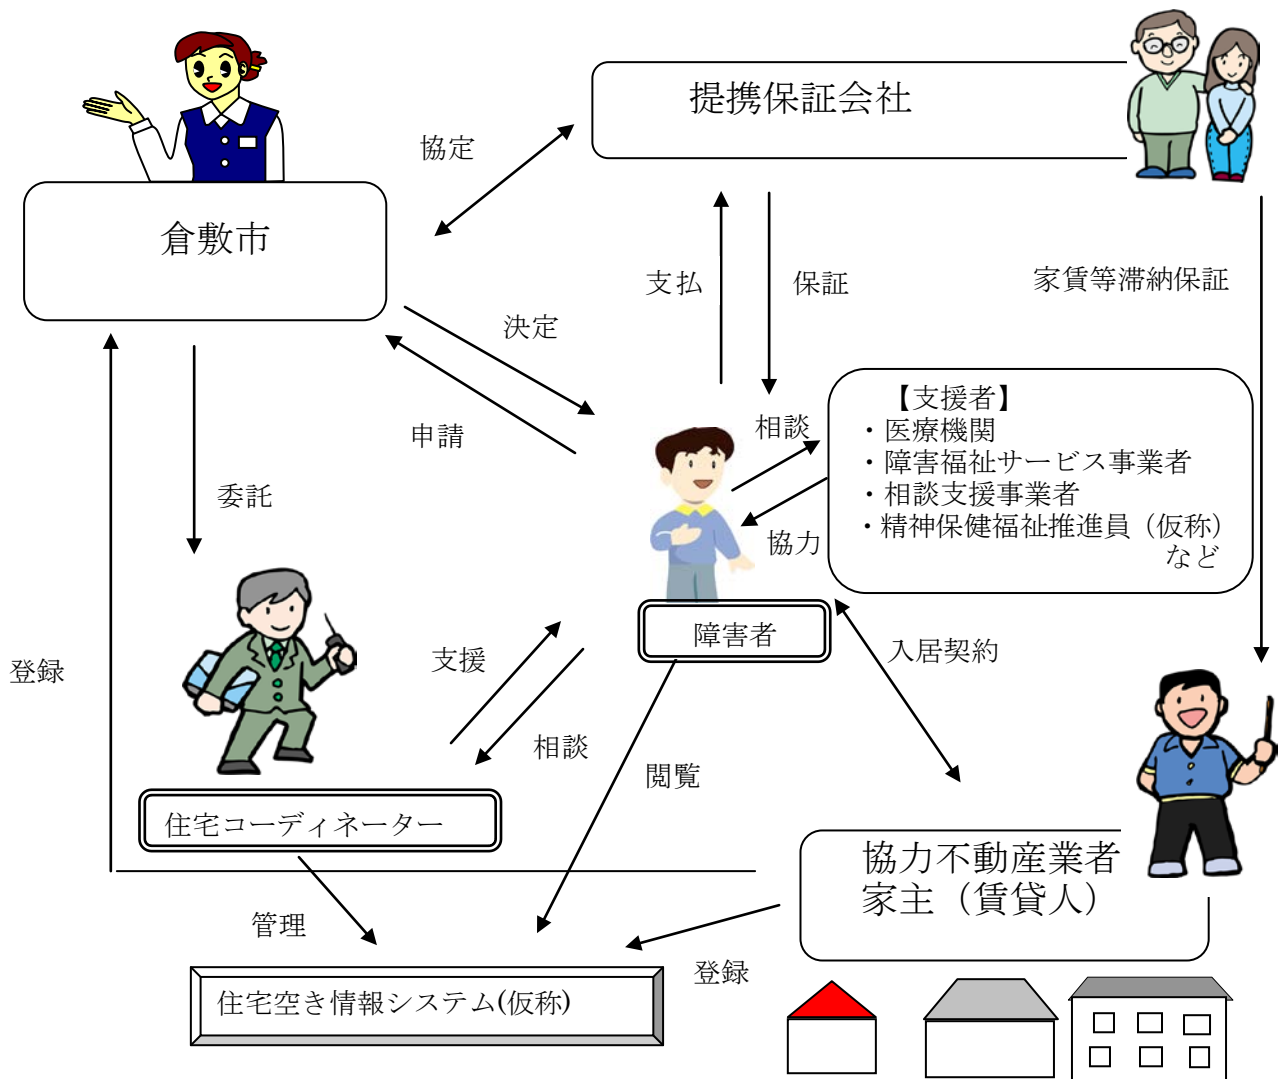 提携保証会社
協定
倉敷市
支払
保証
家賃等滞納保証
決定
申請
相談
【支援者】
・医療機関
・障害福祉サービス事業者
・相談支援事業者
・精神保健福祉推進員（仮称）
など
協力
委託
障害者
入居契約
支援
登録
相談
閲覧
住宅コーディネーター
協力不動産業者
家主（賃貸人）
管理
登録
住宅空き情報システム(仮称)